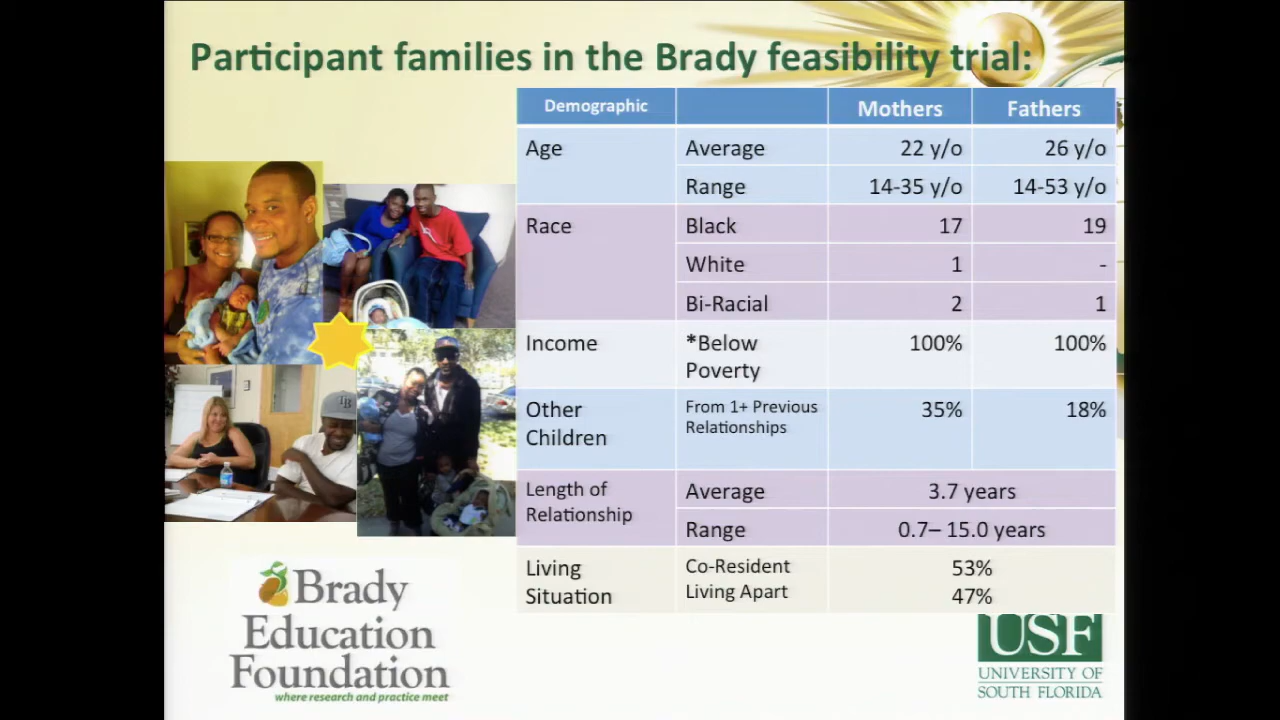 Participant families in the Brady feasibility trial:
Demographic Mothers Fathers
Age Average 22 y/o 26 y/o
Range 14-35 y/o 14-53 y/o
Race Black 17 19
White 1 -
Bi-Racial 2 1
Income *Below Poverty 100% 100%
Other Children From 1+ Previous Relationships 35% 18%
Length of Relationship Average 3.7 years
Range 0.7– 15.0 years
Living Situation Co-Resident 53%
Living Apart 47%
Brady
Education
Foundation
where research and practice meet
USF
UNIVERSITY OF
SOUTH FLORIDA